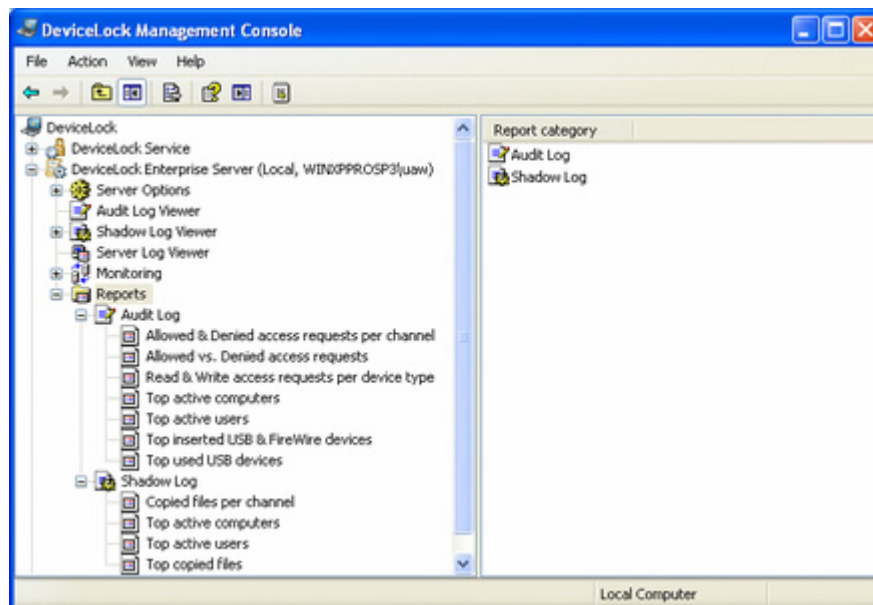 DeviceLock Management Console
File Action View Help
DeviceLock
DeviceLock Service
DeviceLock Enterprise Server (Local, WINXPPROSP3\uaw)
Server Options
Audit Log Viewer
Shadow Log Viewer
Server Log Viewer
Monitoring
Reports
Audit Log
Allowed & Denied access requests per channel
Allowed vs. Denied access requests
Read & Write access requests per device type
Top active computers
Top active users
Top inserted USB & FireWire devices
Top used USB devices
Shadow Log
Copied files per channel
Top active computers
Top active users
Top copied files
Report category
Audit Log
Shadow Log
Local Computer